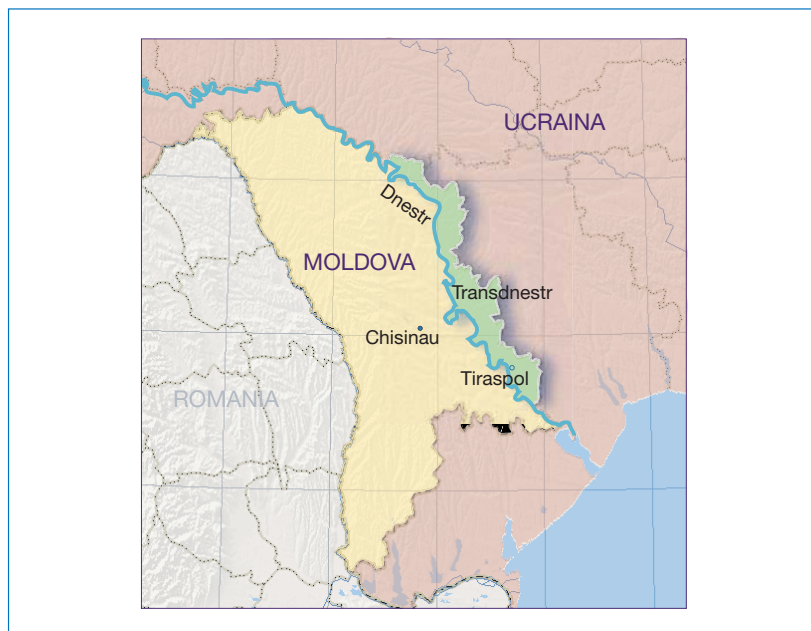 UCRAINA
Dnestr
MOLDOVA
Transdnestr
Chisinau
Tiraspol
ROMANIA